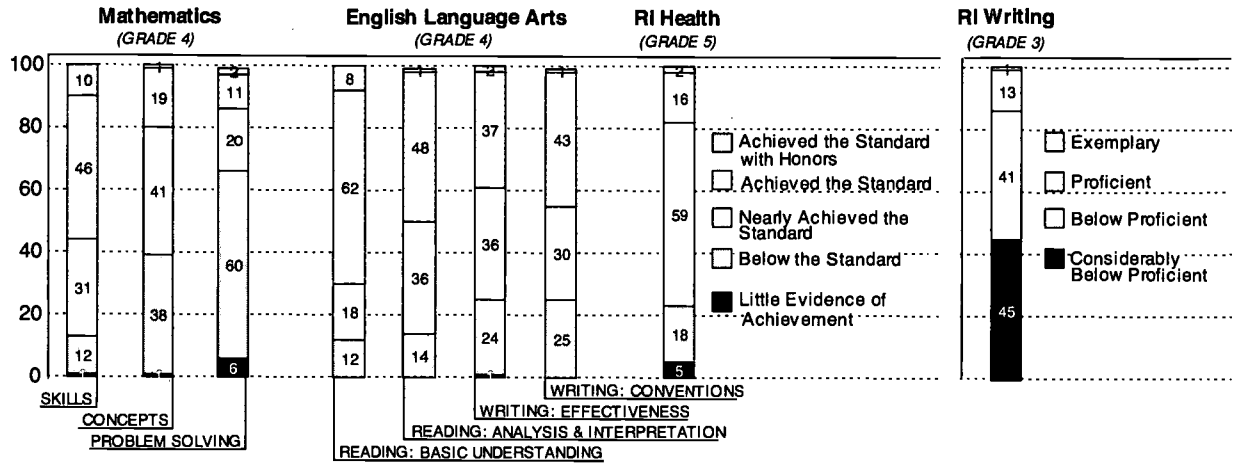 Mathematics
(GRADE 4)
English Language Arts
(GRADE 4)
RI Health
(GRADE 5)
RI Writing
(GRADE 3)
100
80
60
40
20
0
10
46
31
12
1
19
41
38
2
11
20
60
6
8
62
18
12
1
48
36
14
2
37
36
24
1
43
30
25
2
16
59
18
5
1
13
41
45
Achieved the Standard
with Honors
Achieved the Standard
Nearly Achieved the
Standard
Below the Standard
Little Evidence of
Achievement
Exemplary
Proficient
Below Proficient
Considerably
Below Proficient
SKILLS
CONCEPTS
PROBLEM SOLVING
WRITING: CONVENTIONS
WRITING: EFFECTIVENESS
READING: ANALYSIS & INTERPRETATION
READING: BASIC UNDERSTANDING